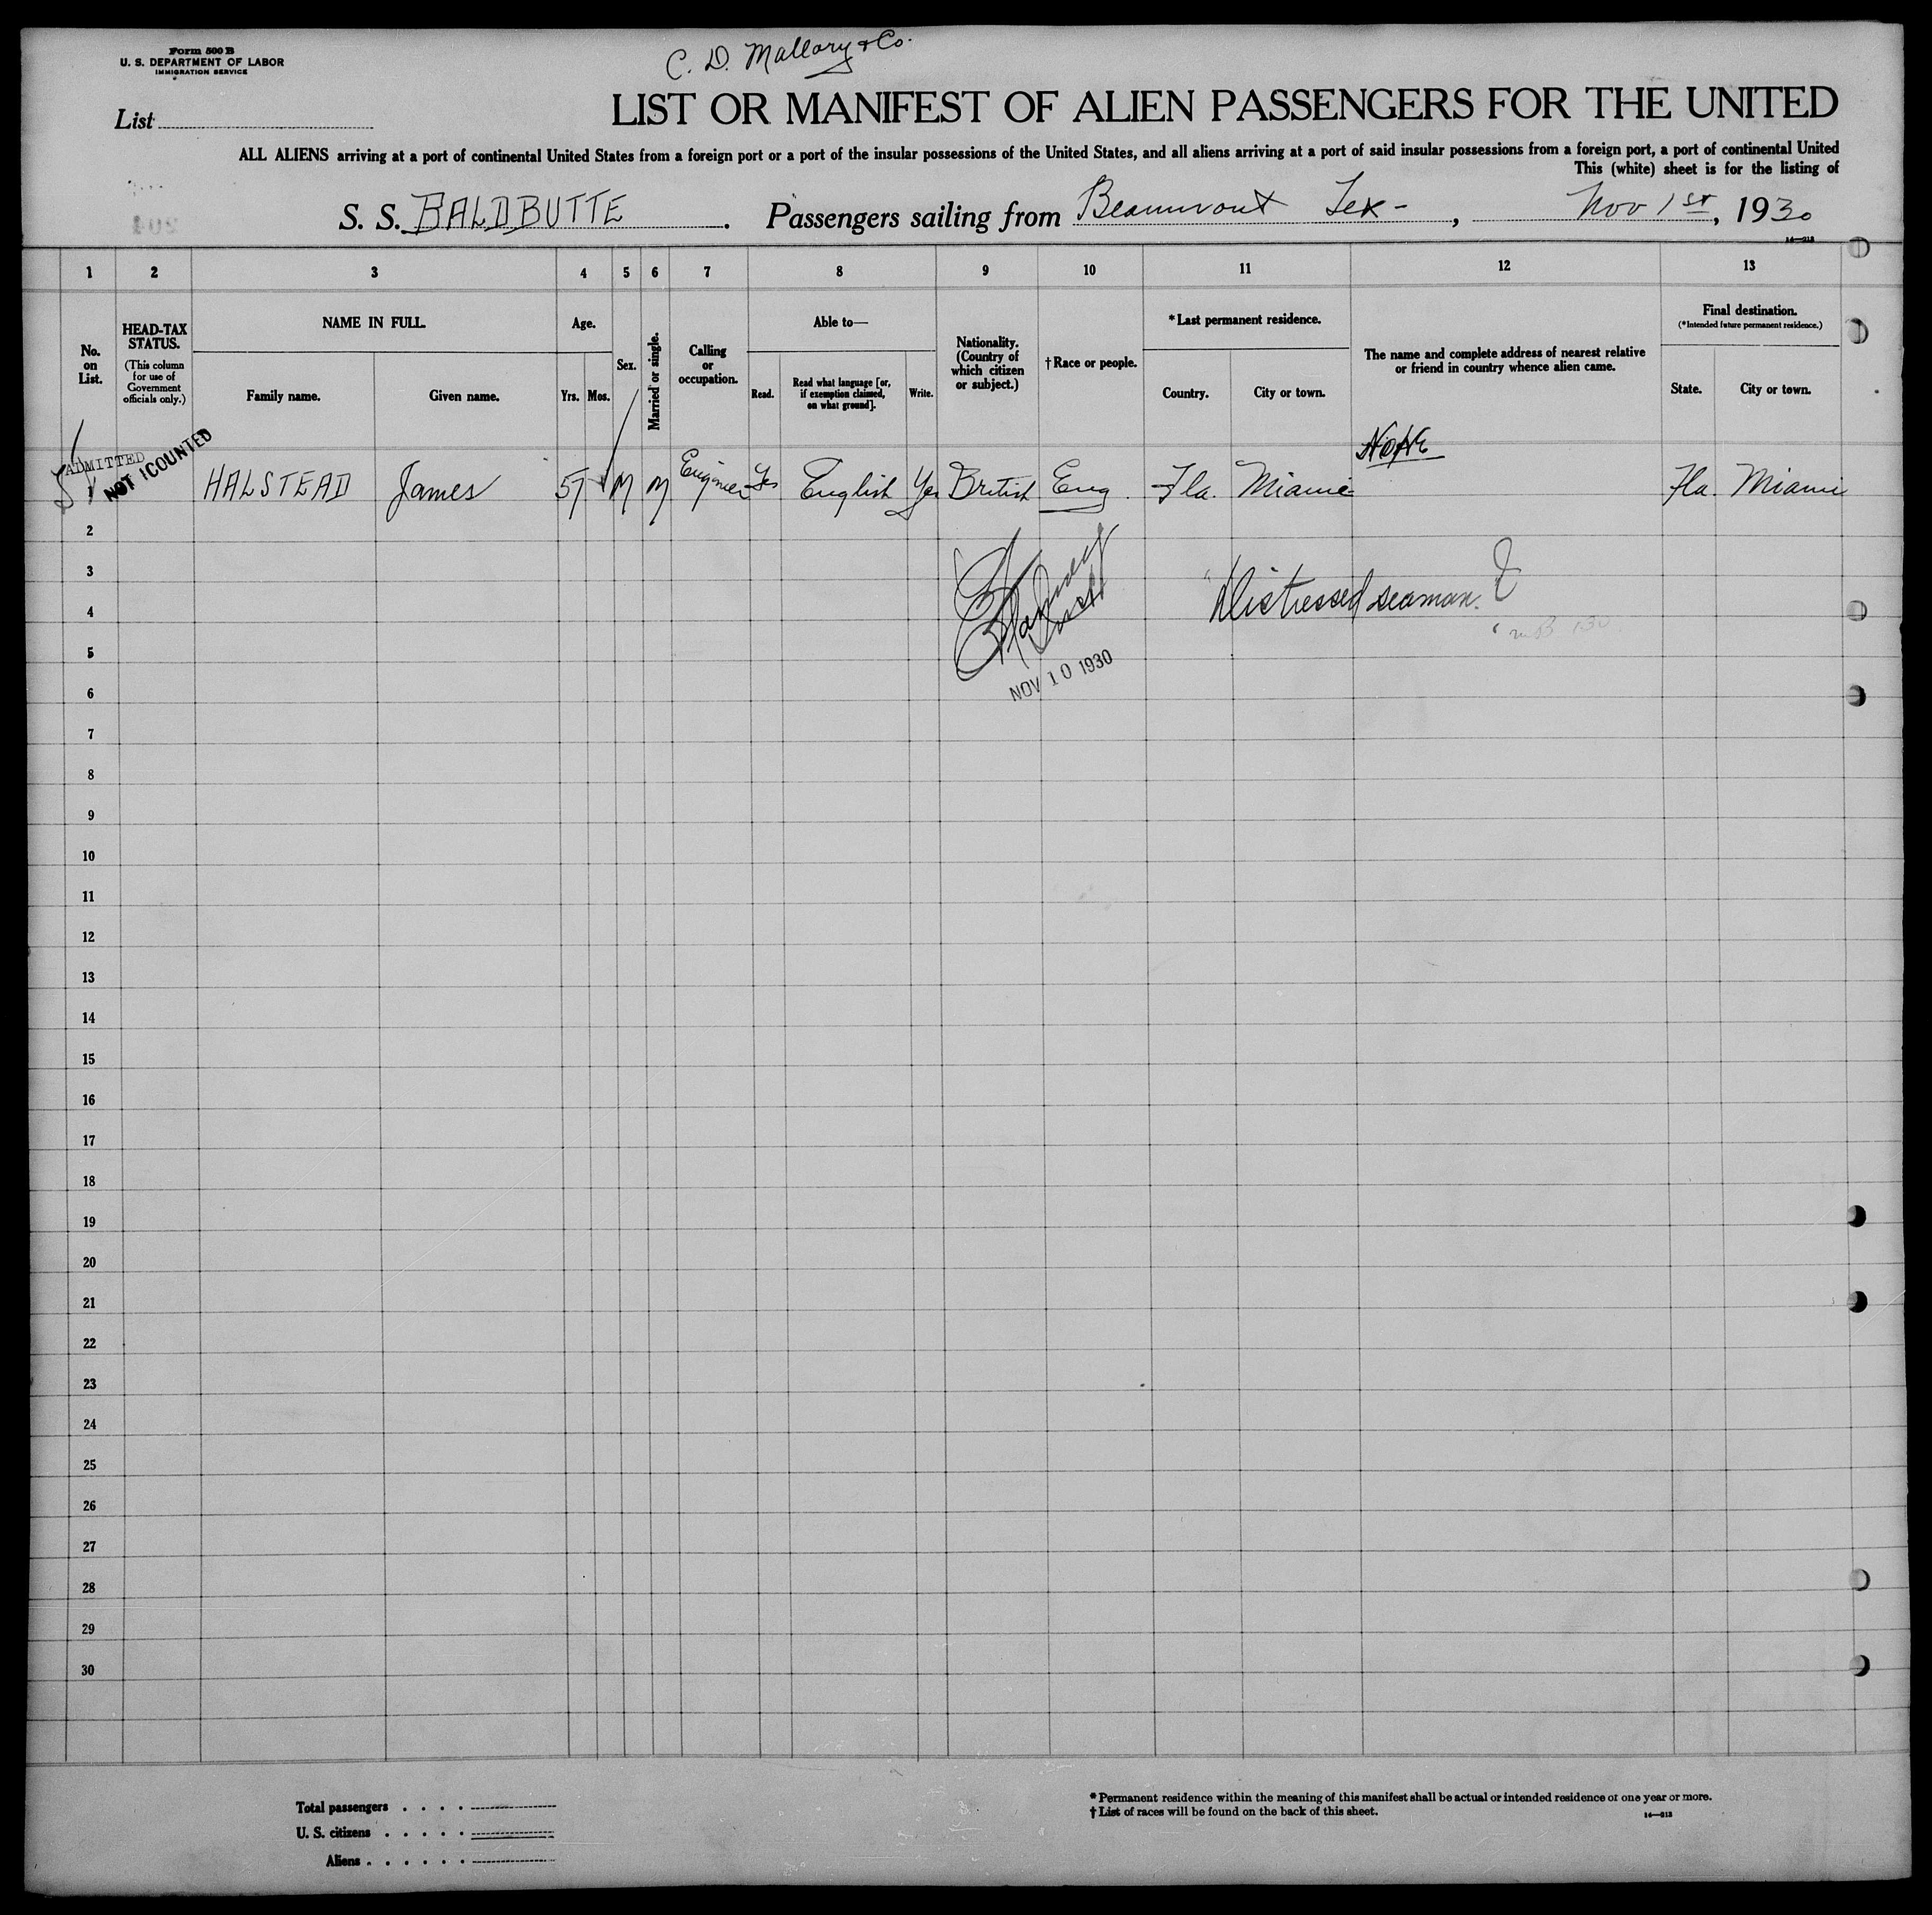 Form 500 B
U. S. DEPARTMENT OF LABOR
IMMIGRATION SERVICE
C. D. Mallory & Co.
List
LIST OR MANIFEST OF ALIEN PASSENGERS FOR THE UNITED
ALL ALIENS arriving at a port of continental United States from a foreign port or a port of the insular possessions of the United States, and all aliens arriving at a port of said insular possessions from a foreign port, a port of continental United
This (white) sheet is for the listing of
S. S. BALDBUTTE. Passengers sailing from Beaumont Tex-, Nov 1st, 1930
1 2 3 4 5 6 7 8 9 10 11 12 13
No. on List.
HEAD-TAX STATUS.
(This column for use of Government officials only.)
NAME IN FULL.
Family name. Given name.
Age.
Yrs. Mos.
Sex.
Married or single.
Calling or occupation.
Able to—
Read. Read what language [or, if exemption claimed, on what ground]. Write.
Nationality. (Country of which citizen or subject.)
† Race or people.
* Last permanent residence.
Country. City or town.
The name and complete address of nearest relative or friend in country whence alien came.
Final destination.
(*Intended future permanent residence.)
State. City or town.
ADMITTED
NOT COUNTED
None
1 HALSTEAD James 57 M M Engineer Yes English Yes British Eng. Fla. Miami Fla. Miami
2
3
"Distressed seaman.
4
5
NOV 10 1930
6
7
8
9
10
11
12
13
14
15
16
17
18
19
20
21
22
23
24
25
26
27
28
29
30
Total passengers
U. S. citizens
Aliens
* Permanent residence within the meaning of this manifest shall be actual or intended residence of one year or more.
† List of races will be found on the back of this sheet.